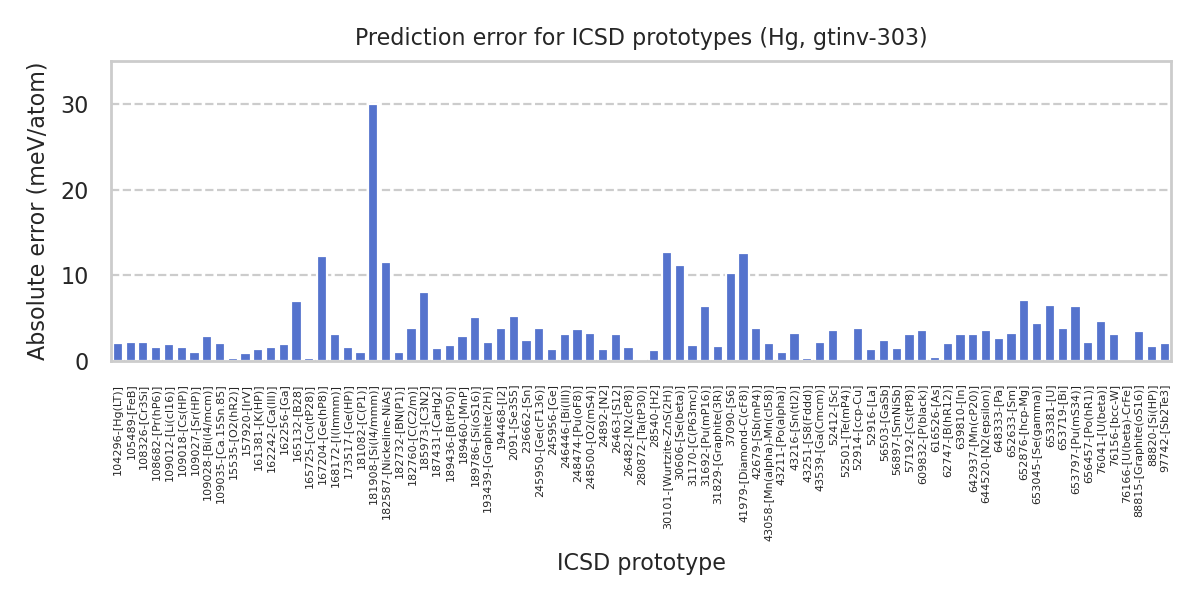 Prediction error for ICSD prototypes (Hg, gtinv-303)
Absolute error (meV/atom)
30
20
10
0
104296-[Hg(LT)]
105489-[FeB]
108326-[Cr3Si]
108682-[Pr(hP6)]
109012-[Li(cI16)]
109018-[Cs(HP)]
109027-[Sr(HP)]
109028-[Bi(I4/mcm)]
109035-[Ca.15Sn.85]
15535-[O2(hR2)]
157920-[IrV]
161381-[K(HP)]
162242-[Ca(III)]
162256-[Ga]
165132-[B28]
165725-[Co(tP28)]
167204-[Ge(hP8)]
168172-[I(Immm)]
173517-[Ge(HP)]
181082-[C(P1)]
181908-[Si(I4/mmm)]
182587-[Nickeline-NiAs]
182732-[BN(P1)]
182760-[C(C2/m)]
185973-[C3N2]
187431-[CaHg2]
189436-[B(tP50)]
189460-[MnP]
189786-[Si(oS16)]
193439-[Graphite(2H)]
194468-[I2]
2091-[Se3S5]
236662-[Sn]
245950-[Ge(cF136)]
245956-[Ge]
246446-[Bi(III)]
248474-[Pu(oF8)]
248500-[O2(mS4)]
24892-[N2]
26463-[S12]
26482-[N2(cP8)]
280872-[Ta(tP30)]
28540-[H2]
30101-[Wurtzite-ZnS(2H)]
30606-[Se(beta)]
31170-[C(P63mc)]
31692-[Pu(mP16)]
31829-[Graphite(3R)]
37090-[S6]
41979-[Diamond-C(cF8)]
42679-[Sb(mP4)]
43058-[Mn(alpha)-Mn(cI58)]
43211-[Po(alpha)]
43216-[Sn(tI2)]
43251-[S8(Fddd)]
43539-[Ga(Cmcm)]
52412-[Sc]
52501-[Te(mP4)]
52914-[ccp-Cu]
52916-[La]
56503-[GaSb]
56897-[SmNiSb]
57192-[Cs(tP8)]
609832-[P(black)]
616526-[As]
62747-[B(hR12)]
639810-[In]
642937-[Mn(cP20)]
644520-[N2(epsilon)]
648333-[Pa]
652633-[Sm]
652876-[hcp-Mg]
653045-[Se(gamma)]
653381-[U]
653719-[Bi]
653797-[Pu(mS34)]
656457-[Po(hR1)]
76041-[U(beta)]
76156-[bcc-W]
76166-[U(beta)-CrFe]
88815-[Graphite(oS16)]
88820-[Si(HP)]
97742-[Sb2Te3]
ICSD prototype